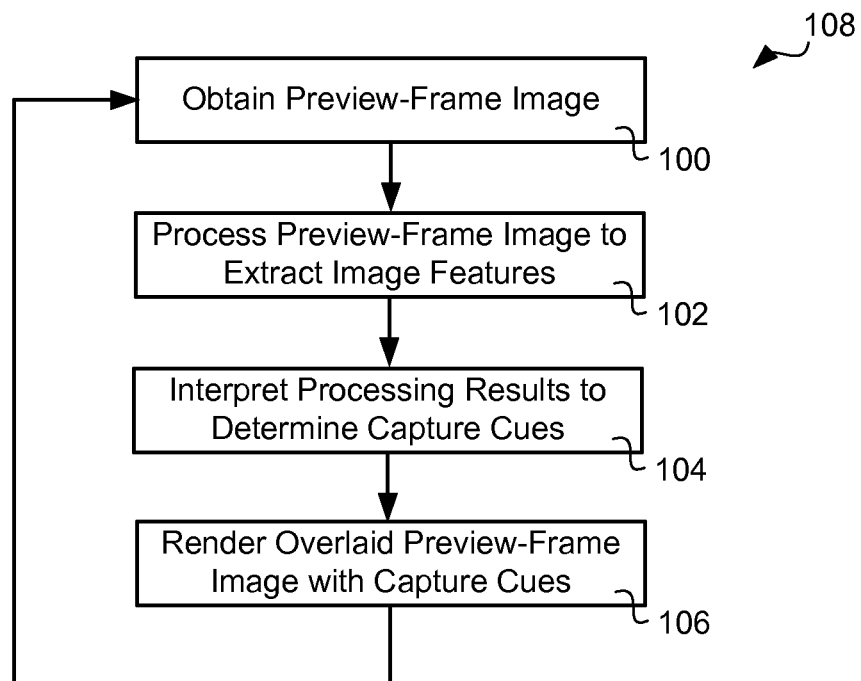 108
Obtain Preview-Frame Image
100
Process Preview-Frame Image to
Extract Image Features
102
Interpret Processing Results to
Determine Capture Cues
104
Render Overlaid Preview-Frame
Image with Capture Cues
106